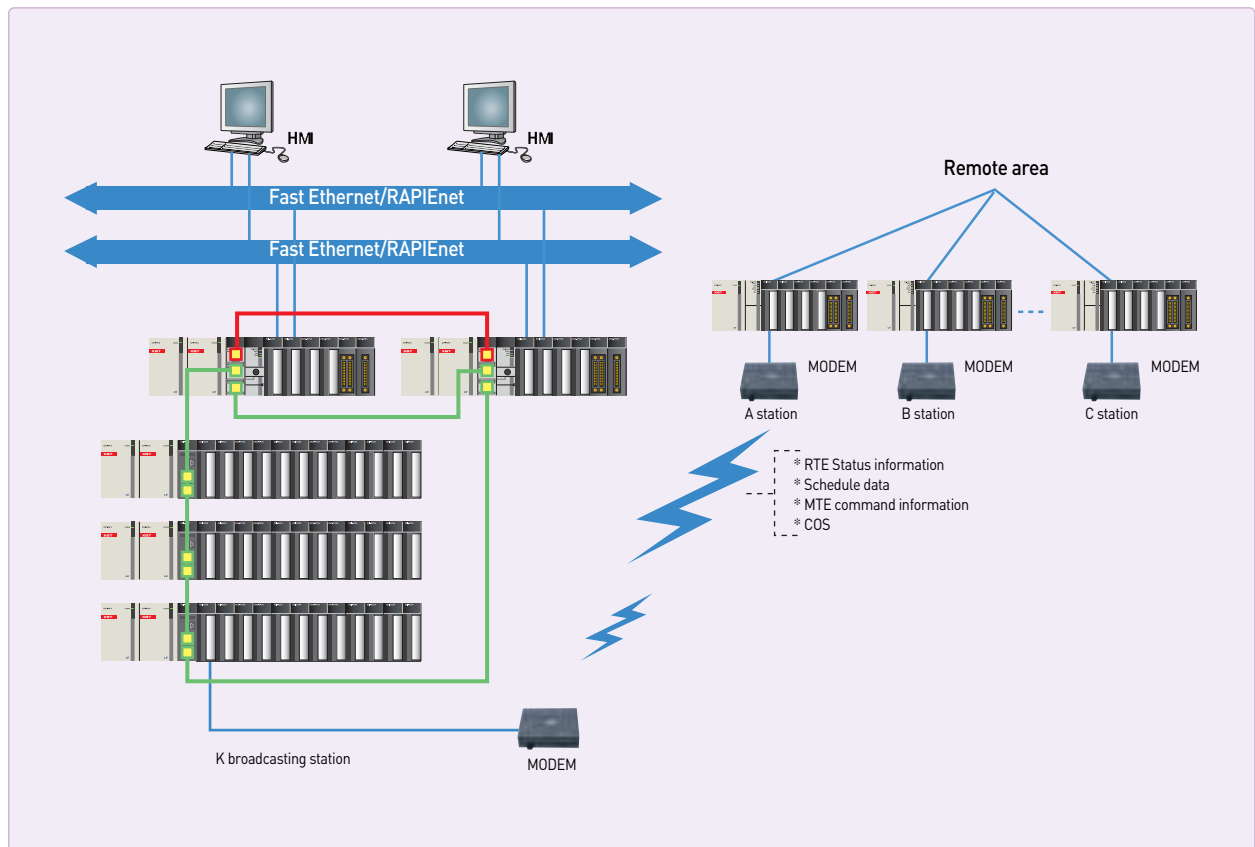 HMI
HMI
Fast Ethernet/RAPIEnet
Fast Ethernet/RAPIEnet
Remote area
MODEM
MODEM
MODEM
A station
B station
C station
* RTE Status information
* Schedule data
* MTE command information
* COS
K broadcasting station
MODEM